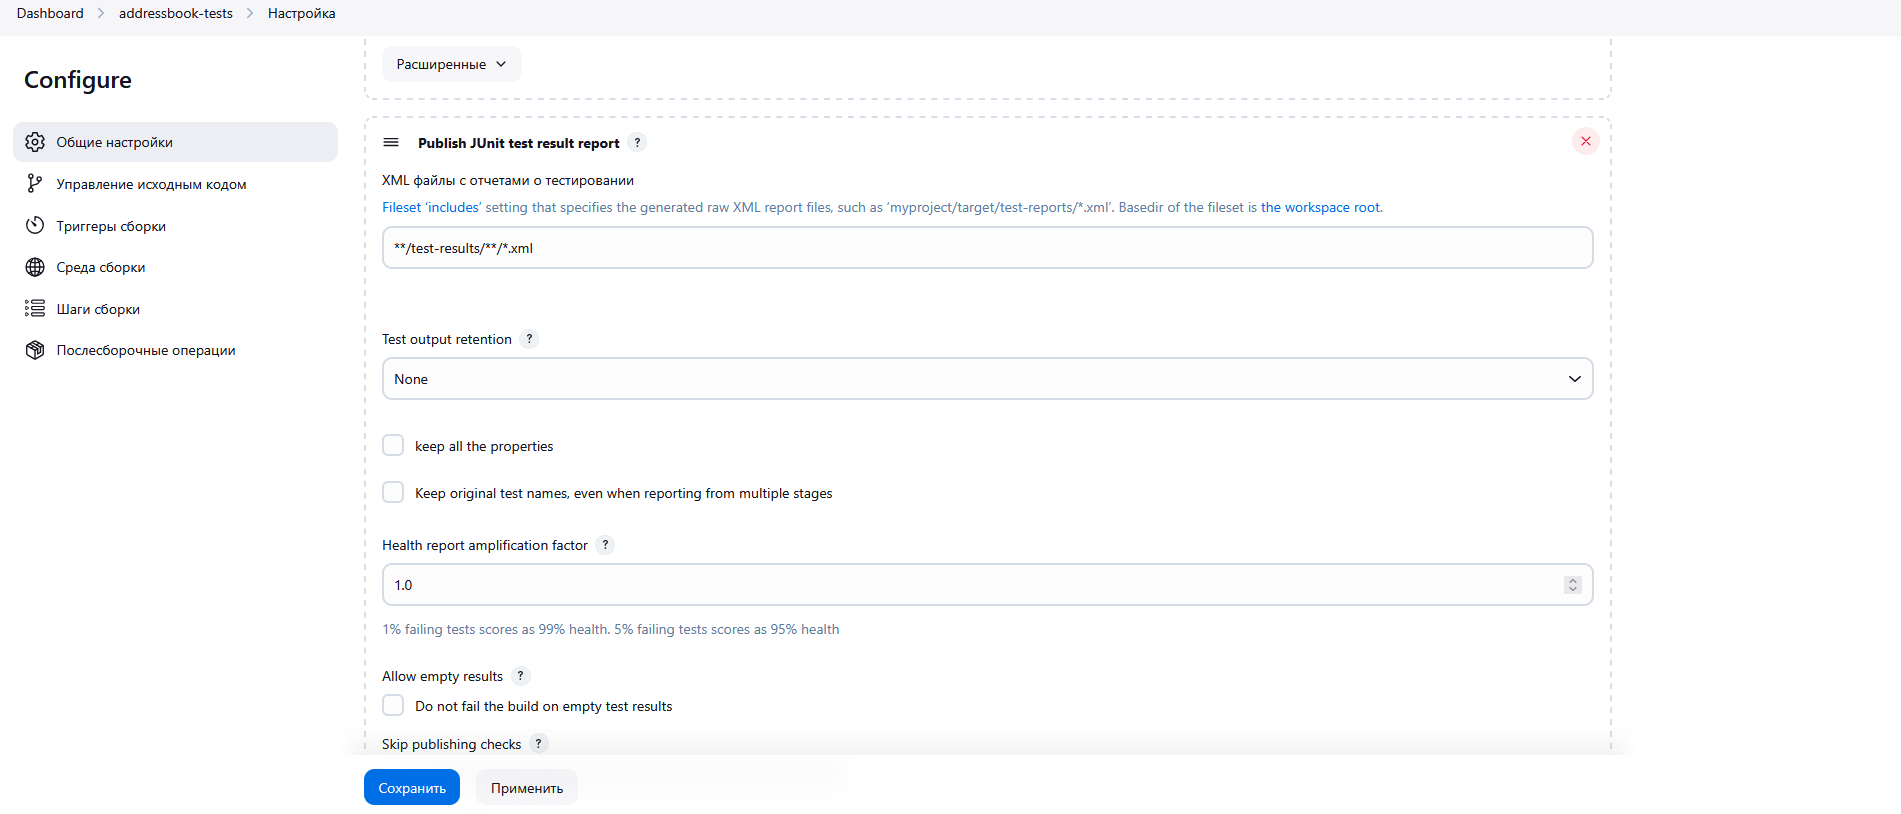 Dashboard > addressbook-tests > Настройка
Configure
Общие настройки
Управление исходным кодом
Триггеры сборки
Среда сборки
Шаги сборки
Послесборочные операции
Расширенные
Publish JUnit test result report ?
XML файлы с отчетами о тестировании
Fileset ‘includes’ setting that specifies the generated raw XML report files, such as ‘myproject/target/test-reports/*.xml’. Basedir of the fileset is the workspace root.
**/test-results/**/*.xml
Test output retention ?
None
keep all the properties
Keep original test names, even when reporting from multiple stages
Health report amplification factor ?
1.0
1% failing tests scores as 99% health. 5% failing tests scores as 95% health
Allow empty results ?
Do not fail the build on empty test results
Skip publishing checks ?
Сохранить
Применить